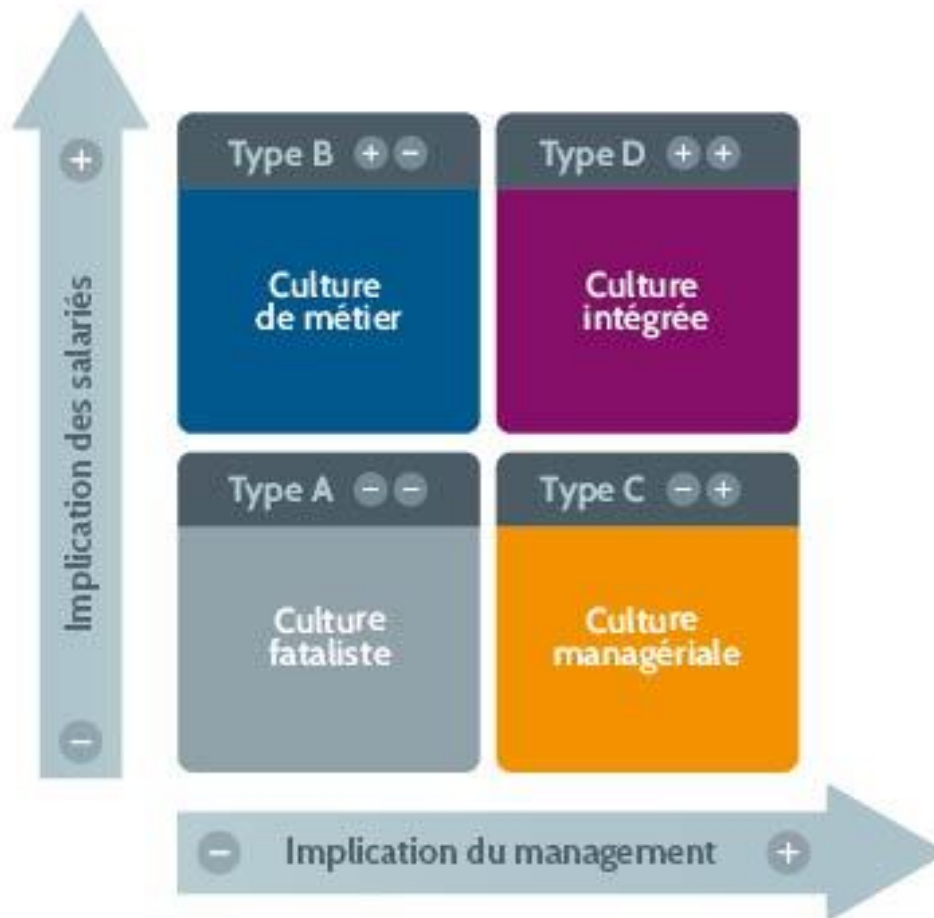 Implication des salariés
+
−
Type B + −
Culture
de métier
Type D + +
Culture
intégrée
Type A − −
Culture
fataliste
Type C − +
Culture
managériale
− Implication du management +